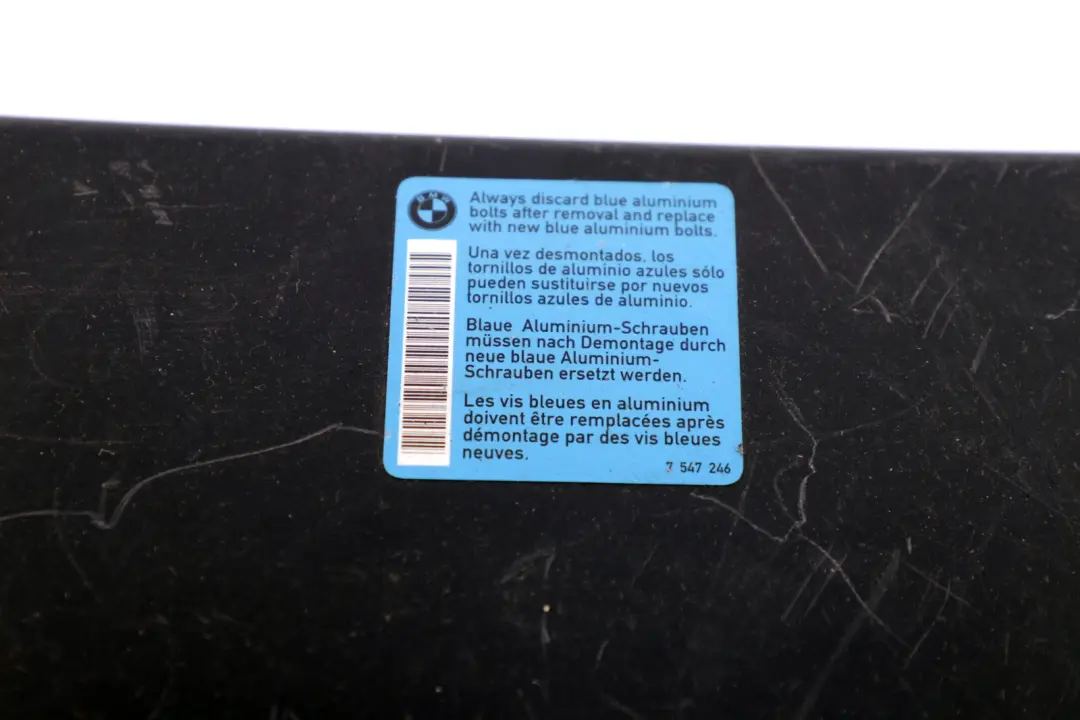 BMW
Always discard blue aluminium
bolts after removal and replace
with new blue aluminium bolts.
Una vez desmontados, los
tornillos de aluminio azules sólo
pueden sustituirse por nuevos
tornillos azules de aluminio.
Blaue Aluminium-Schrauben
müssen nach Demontage durch
neue blaue Aluminium-
Schrauben ersetzt werden.
Les vis bleues en aluminium
doivent être remplacées après
démontage par des vis bleues
neuves.
7 547 246